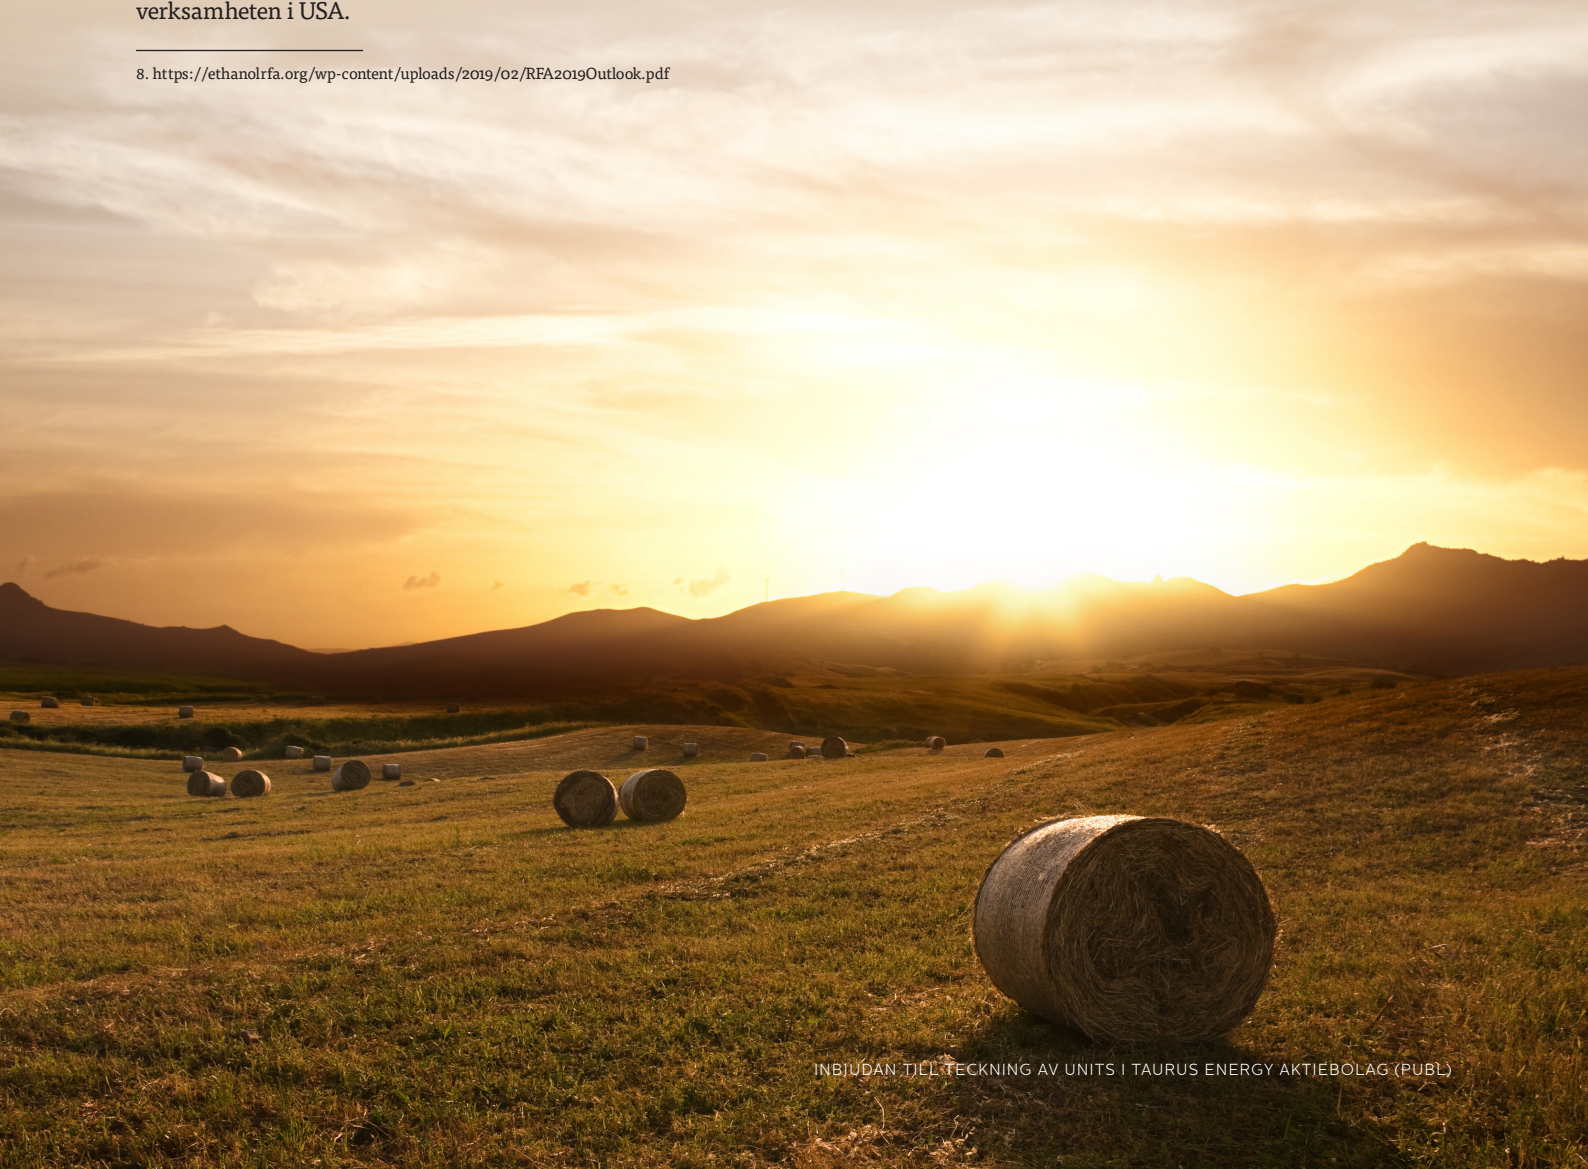 verksamheten i USA.
8. https://ethanolrfa.org/wp-content/uploads/2019/02/RFA2019Outlook.pdf
INBJUDAN TILL TECKNING AV UNITS I TAURUS ENERGY AKTIEBOLAG (PUBL)